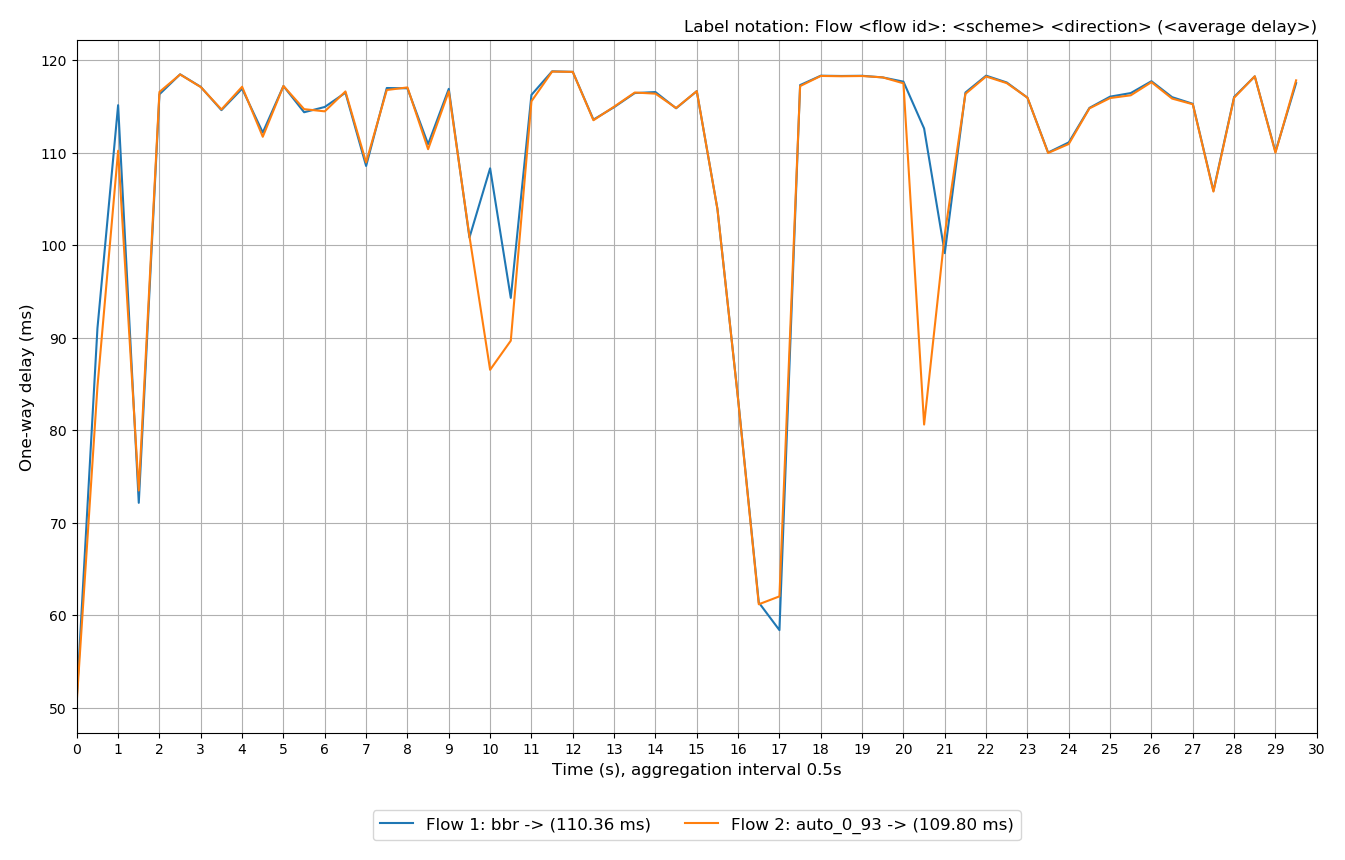 Label notation: Flow <flow id>: <scheme> <direction> (<average delay>)
120
110
100
90
80
70
60
50
One-way delay (ms)
0 1 2 3 4 5 6 7 8 9 10 11 12 13 14 15 16 17 18 19 20 21 22 23 24 25 26 27 28 29 30
Time (s), aggregation interval 0.5s
Flow 1: bbr -> (110.36 ms) Flow 2: auto_0_93 -> (109.80 ms)